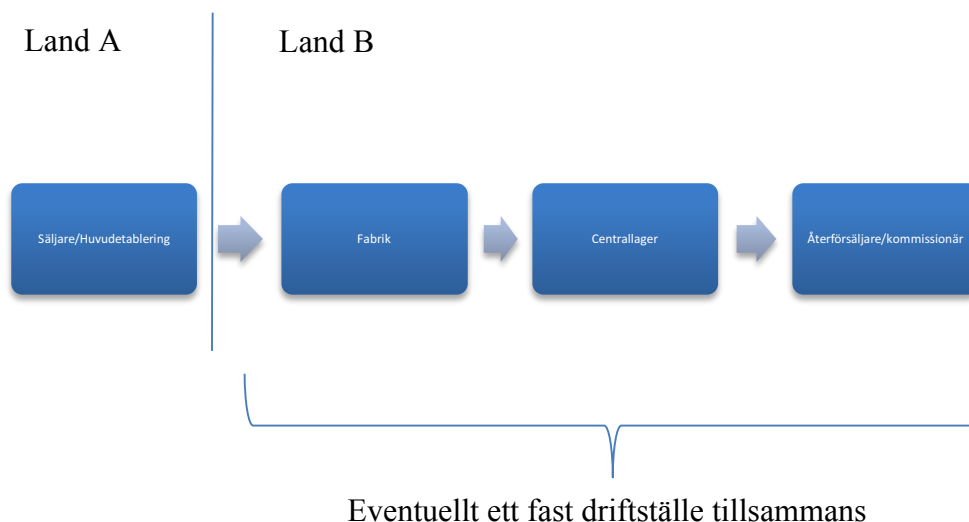 Land A
Land B
Säljare/Huvudetablering
Fabrik
Centrallager
Återförsäljare/kommissionär
Eventuellt ett fast driftställe tillsammans